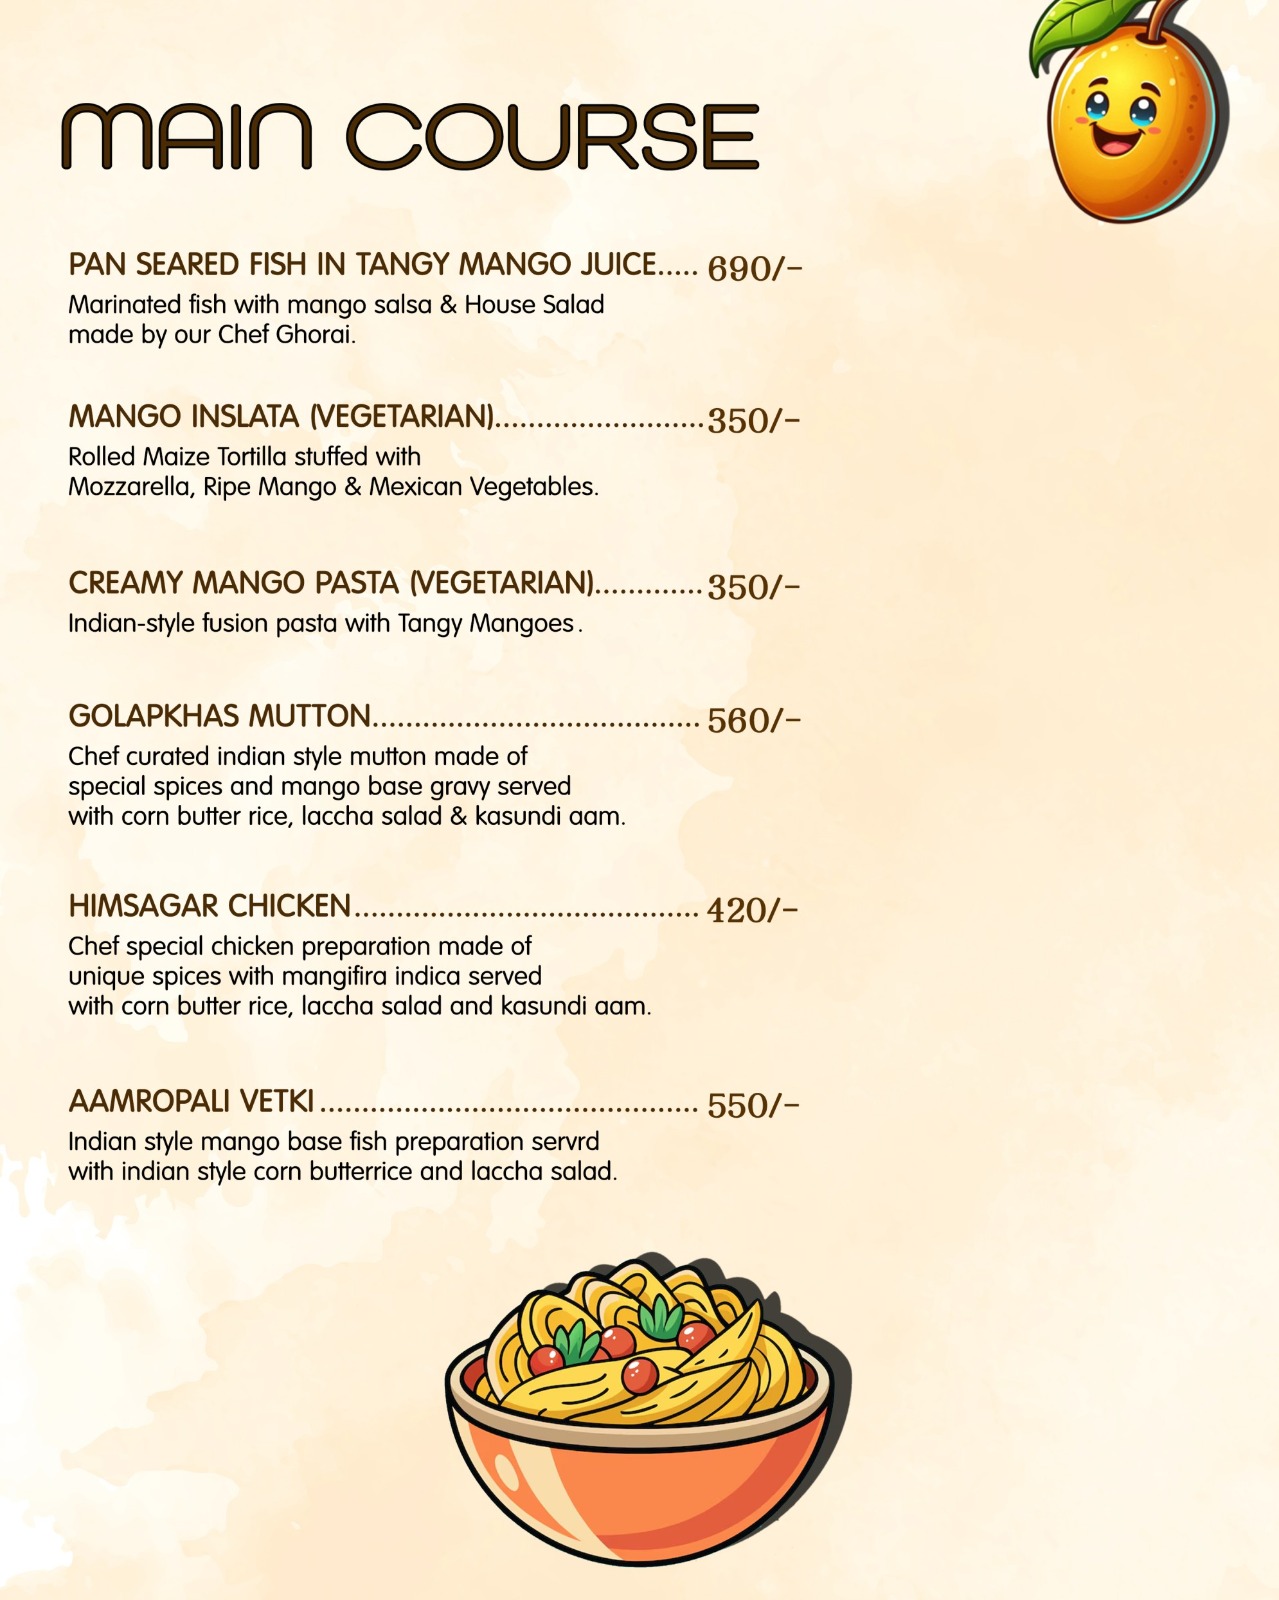 MAIN COURSE
PAN SEARED FISH IN TANGY MANGO JUICE..... 690/-
Marinated fish with mango salsa & House Salad
made by our Chef Ghorai.
MANGO INSLATA (VEGETARIAN).........................350/-
Rolled Maize Tortilla stuffed with
Mozzarella, Ripe Mango & Mexican Vegetables.
CREAMY MANGO PASTA (VEGETARIAN).............350/-
Indian-style fusion pasta with Tangy Mangoes.
GOLAPKHAS MUTTON....................................... 560/-
Chef curated indian style mutton made of
special spices and mango base gravy served
with corn butter rice, laccha salad & kasundi aam.
HIMSAGAR CHICKEN......................................... 420/-
Chef special chicken preparation made of
unique spices with mangifira indica served
with corn butter rice, laccha salad and kasundi aam.
AAMROPALI VETKI............................................. 550/-
Indian style mango base fish preparation servrd
with indian style corn butterrice and laccha salad.